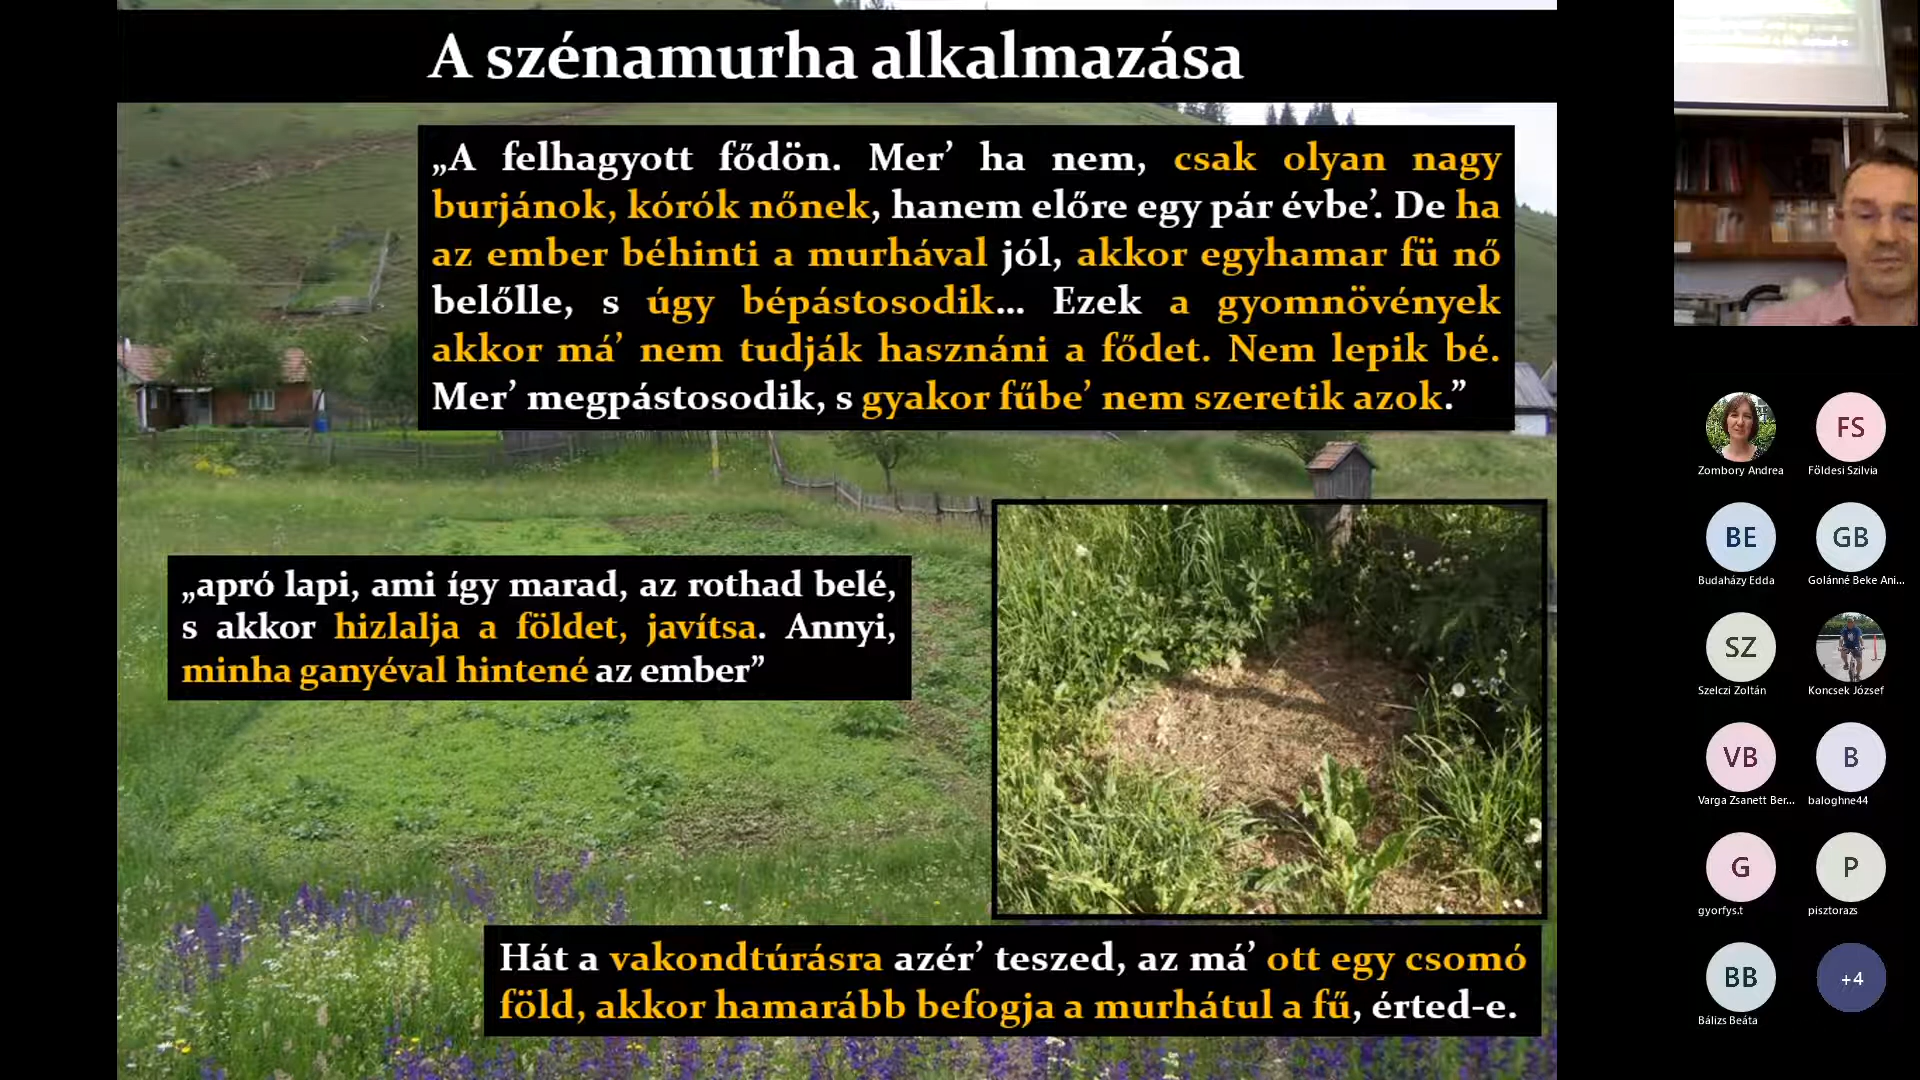 A szénamurha alkalmazása
„A felhagyott fődön. Mer’ ha nem, csak olyan nagy
burjánok, kórók nőnek, hanem előre egy pár évbe’. De ha
az ember béhinti a murhával jól, akkor egyhamar fü nő
belőlle, s úgy bépástosodik... Ezek a gyomnövények
akkor má’ nem tudják hasznáni a fődet. Nem lepik bé.
Mer’ megpástosodik, s gyakor fűbe’ nem szeretik azok.”
„apró lapi, ami így marad, az rothad belé,
s akkor hizlalja a földet, javítsa. Annyi,
minha ganyéval hintené az ember”
Hát a vakondtúrásra azér’ teszed, az má’ ott egy csomó
föld, akkor hamarább befogja a murhátul a fű, érted-e.
Zombory Andrea
FS
Földesi Szilvia
BE
Budaházy Edda
GB
Golánné Beke Ani...
SZ
Szelczi Zoltán
Koncsek József
VB
Varga Zsanett Ber...
B
baloghne44
G
gyorfys.t
P
pisztorazs
BB
Bálizs Beáta
+4